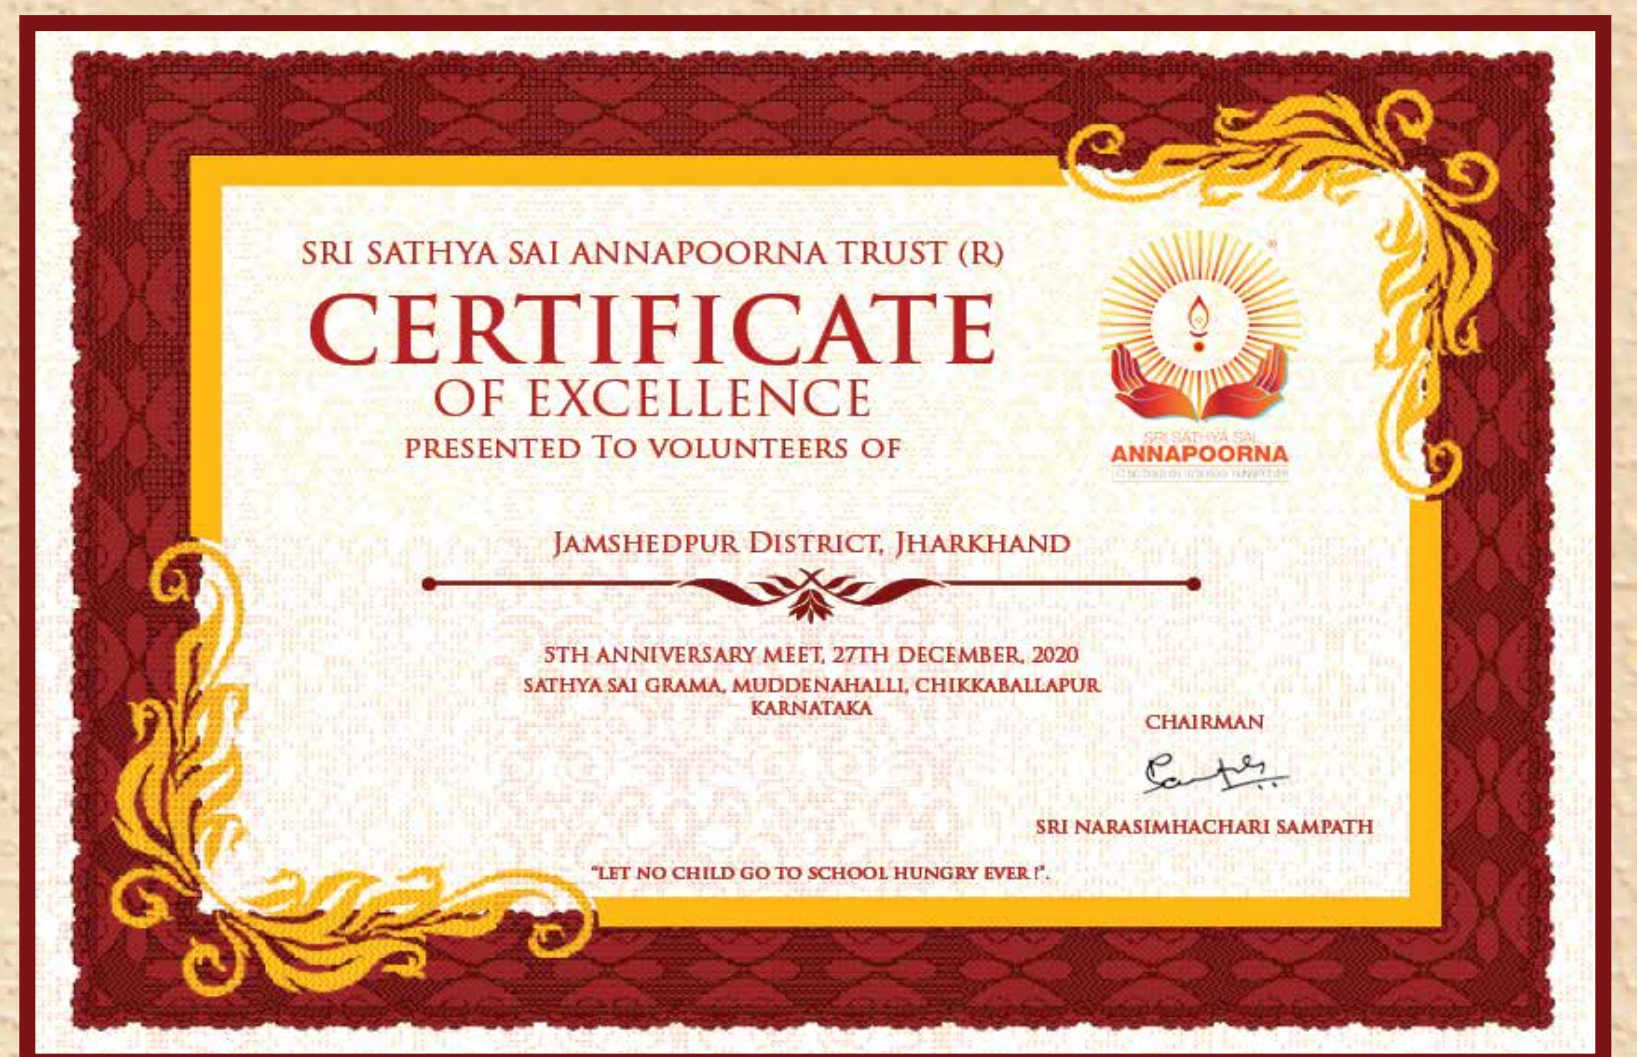 SRI SATHYA SAI ANNAPOORNA TRUST (R)
CERTIFICATE
OF EXCELLENCE
PRESENTED TO VOLUNTEERS OF
SRI SATHYA SAI
ANNAPOORNA
JAMSHEDPUR DISTRICT, JHARKHAND
5TH ANNIVERSARY MEET, 27TH DECEMBER, 2020
SATHYA SAI GRAMA, MUDDENAHALLI, CHIKKABALLAPUR
KARNATAKA
CHAIRMAN
SRI NARASIMHACHARI SAMPATH
"LET NO CHILD GO TO SCHOOL HUNGRY EVER !".